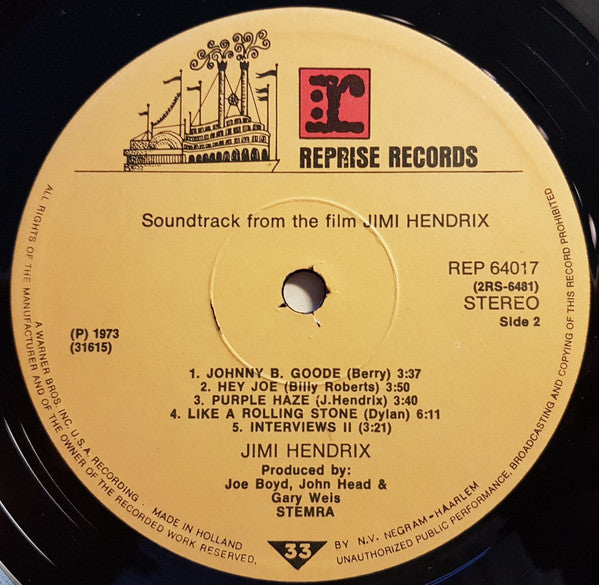 r
REPRISE RECORDS
Soundtrack from the film JIMI HENDRIX
REP 64017
(2RS-6481)
STEREO
Side 2
(P) 1973
(31615)
1. JOHNNY B. GOODE (Berry) 3:37
2. HEY JOE (Billy Roberts) 3:50
3. PURPLE HAZE (J.Hendrix) 3:40
4. LIKE A ROLLING STONE (Dylan) 6:11
5. INTERVIEWS II (3:21)
JIMI HENDRIX
Produced by:
Joe Boyd, John Head &
Gary Weis
STEMRA
33
ALL RIGHTS OF THE MANUFACTURER AND OF THE OWNER OF THE RECORDED WORK RESERVED,
UNAUTHORIZED PUBLIC PERFORMANCE, BROADCASTING AND COPYING OF THIS RECORD PROHIBITED
A WARNER BROS. INC. U.S.A. RECORDING - MADE IN HOLLAND
BY N.V. NEGRAM-HAARLEM